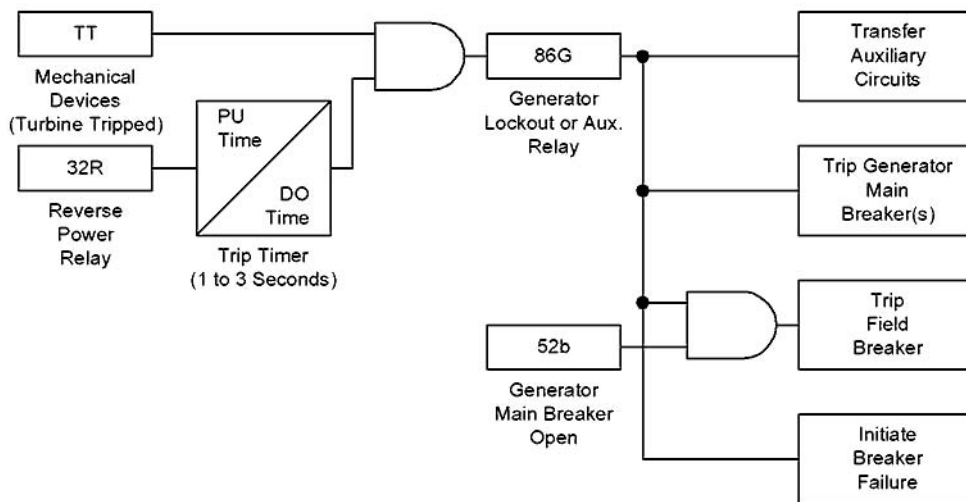 TT
Mechanical
Devices
(Turbine Tripped)
32R
Reverse
Power
Relay
PU
Time
DO
Time
Trip Timer
(1 to 3 Seconds)
86G
Generator
Lockout or Aux.
Relay
52b
Generator
Main Breaker
Open
Transfer
Auxiliary
Circuits
Trip Generator
Main
Breaker(s)
Trip
Field
Breaker
Initiate
Breaker
Failure